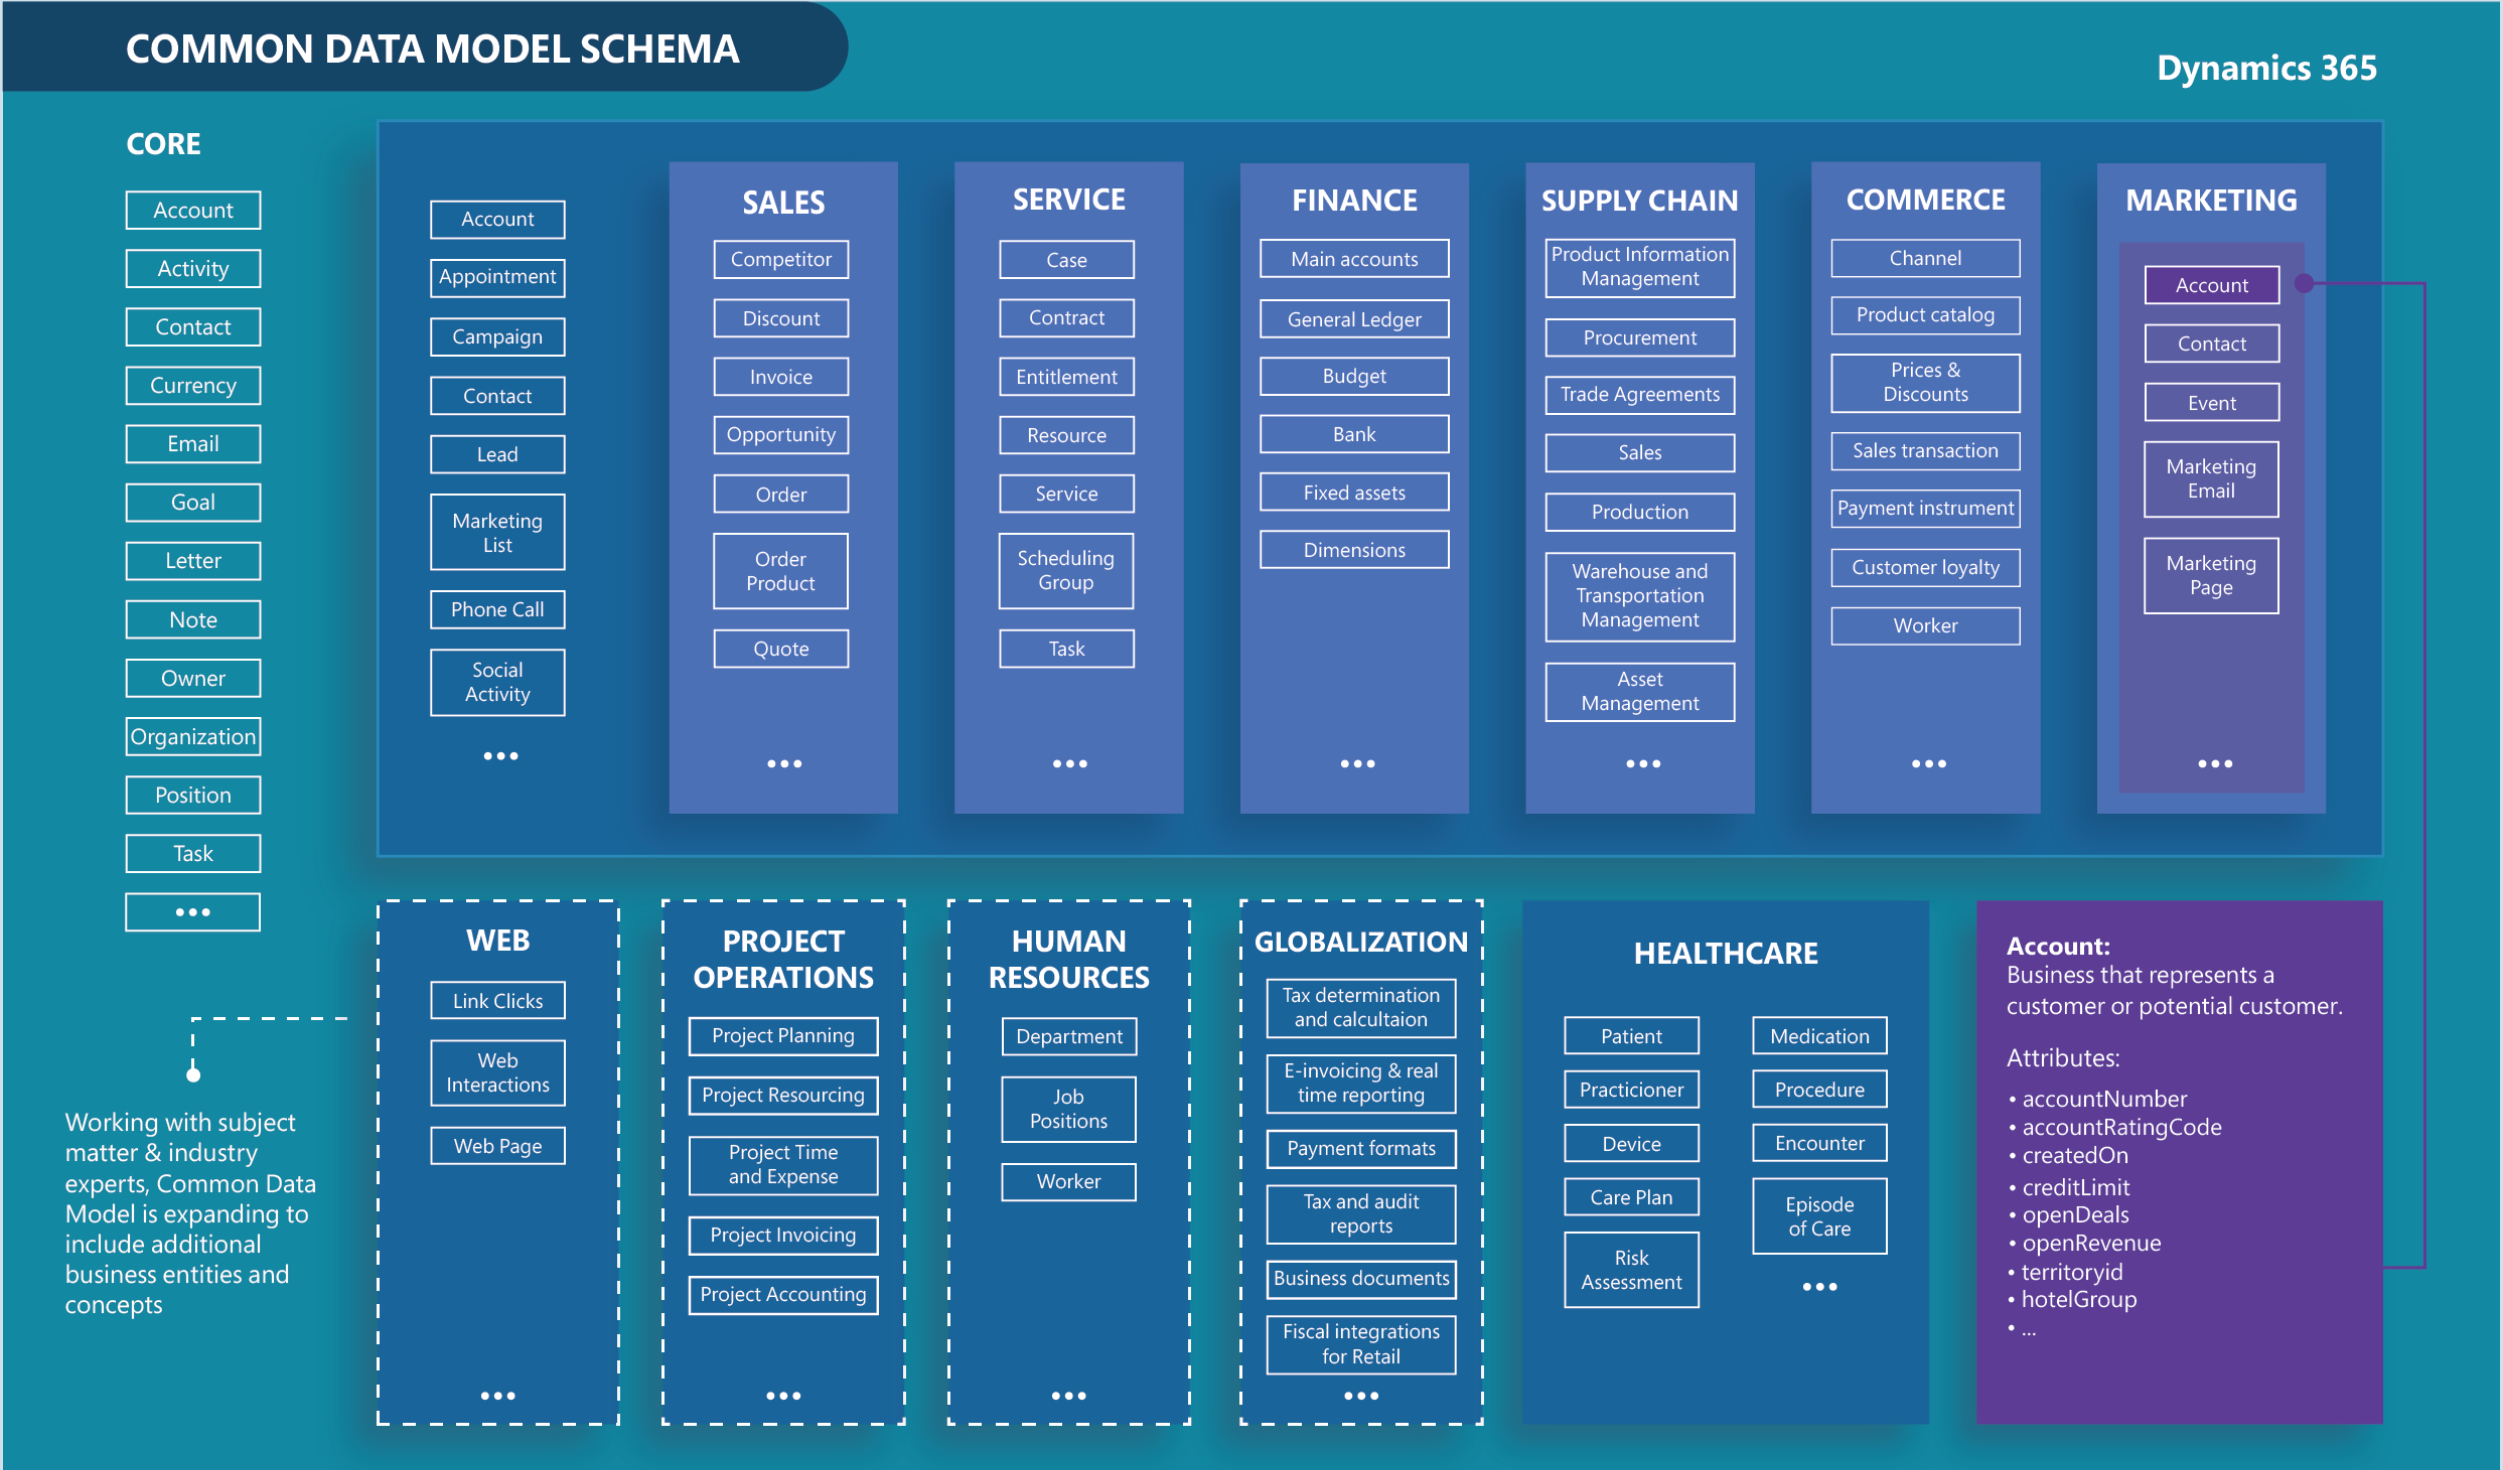 COMMON DATA MODEL SCHEMA
Dynamics 365
CORE
Account
Activity
Contact
Currency
Email
Goal
Letter
Note
Owner
Organization
Position
Task
...
Account
Appointment
Campaign
Contact
Lead
Marketing
List
Phone Call
Social
Activity
...
SALES
Competitor
Discount
Invoice
Opportunity
Order
Order
Product
Quote
...
SERVICE
Case
Contract
Entitlement
Resource
Service
Scheduling
Group
Task
...
FINANCE
Main accounts
General Ledger
Budget
Bank
Fixed assets
Dimensions
...
SUPPLY CHAIN
Product Information
Management
Procurement
Trade Agreements
Sales
Production
Warehouse and
Transportation
Management
Asset
Management
...
COMMERCE
Channel
Product catalog
Prices &
Discounts
Sales transaction
Payment instrument
Customer loyalty
Worker
...
MARKETING
Account
Contact
Event
Marketing
Email
Marketing
Page
...
Working with subject
matter & industry
experts, Common Data
Model is expanding to
include additional
business entities and
concepts
WEB
Link Clicks
Web
Interactions
Web Page
...
PROJECT
OPERATIONS
Project Planning
Project Resourcing
Project Time
and Expense
Project Invoicing
Project Accounting
...
HUMAN
RESOURCES
Department
Job
Positions
Worker
...
GLOBALIZATION
Tax determination
and calcultaion
E-invoicing & real
time reporting
Payment formats
Tax and audit
reports
Business documents
Fiscal integrations
for Retail
...
HEALTHCARE
Patient
Practicioner
Device
Care Plan
Risk
Assessment
Medication
Procedure
Encounter
Episode
of Care
...
Account:
Business that represents a
customer or potential customer.
Attributes:
• accountNumber
• accountRatingCode
• createdOn
• creditLimit
• openDeals
• openRevenue
• territoryid
• hotelGroup
• ...